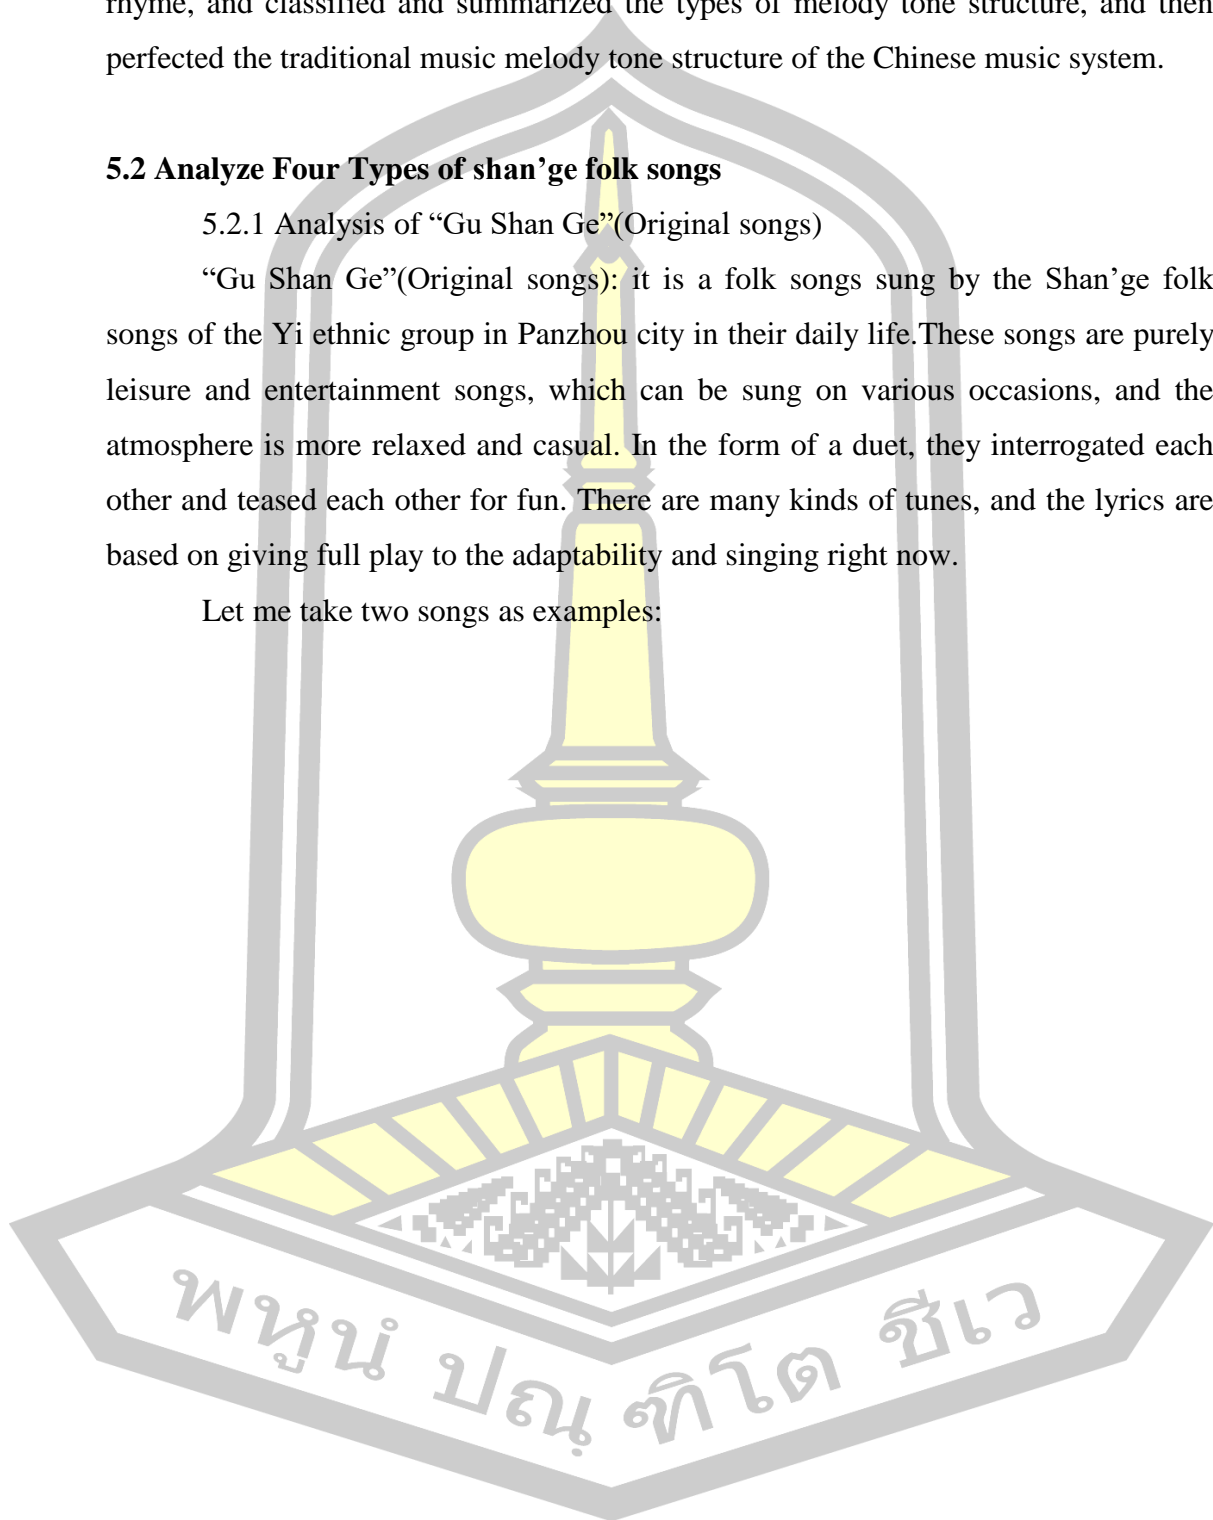 rhyme, and classified and summarized the types of melody tone structure, and then
perfected the traditional music melody tone structure of the Chinese music system.
5.2 Analyze Four Types of shan’ge folk songs
5.2.1 Analysis of “Gu Shan Ge”(Original songs)
“Gu Shan Ge”(Original songs): it is a folk songs sung by the Shan’ge folk
songs of the Yi ethnic group in Panzhou city in their daily life.These songs are purely
leisure and entertainment songs, which can be sung on various occasions, and the
atmosphere is more relaxed and casual. In the form of a duet, they interrogated each
other and teased each other for fun. There are many kinds of tunes, and the lyrics are
based on giving full play to the adaptability and singing right now.
Let me take two songs as examples:
พหูนํ ปณฺฑิโต ชีเว